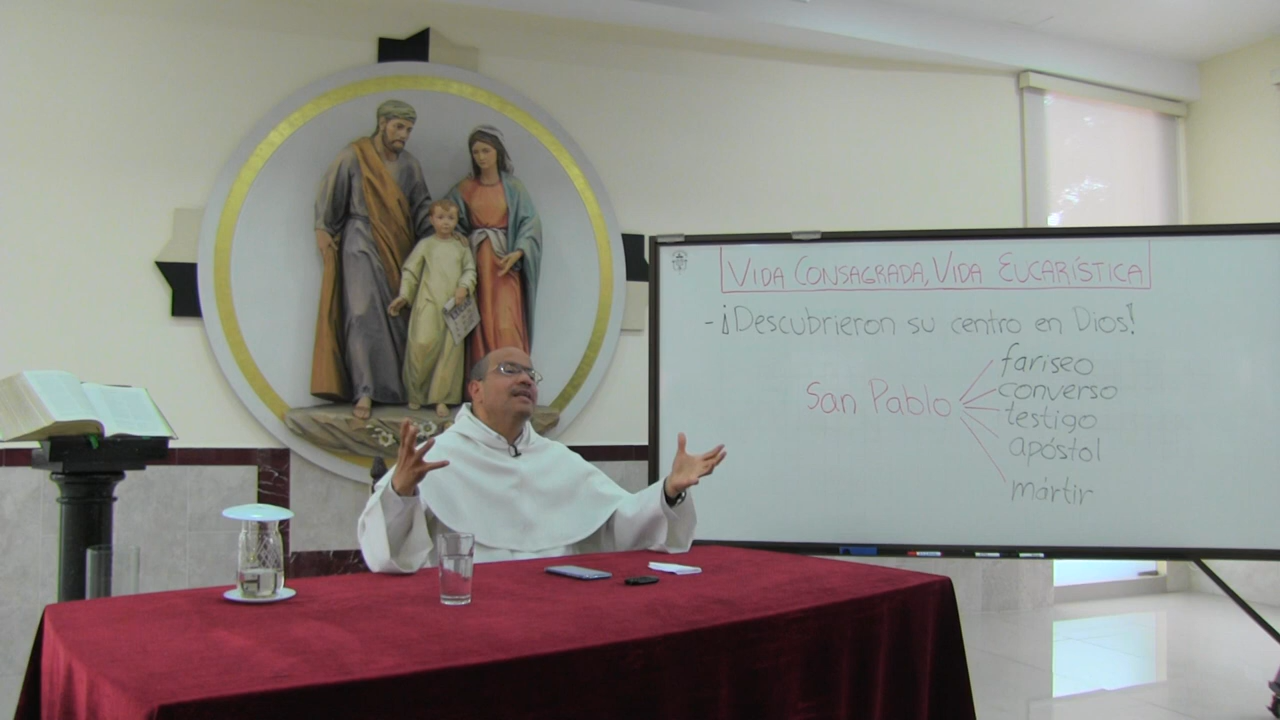 VIDA CONSAGRADA, VIDA EUCARÍSTICA
- ¡Descubrieron su centro en Dios!
fariseo
San Pablo converso
testigo
apóstol
mártir